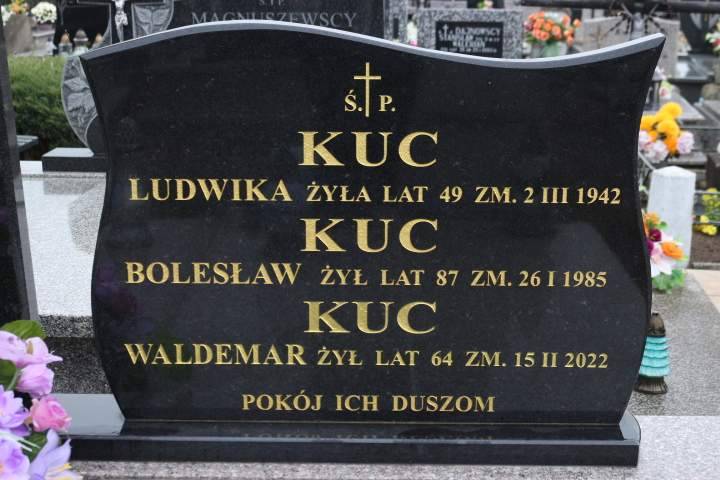 Ś.P.
MAGNUSZEWSCY
Ś. P.
KUC
LUDWIKA ŻYŁA LAT 49 ZM. 2 III 1942
KUC
BOLESŁAW ŻYŁ LAT 87 ZM. 26 I 1985
KUC
WALDEMAR ŻYŁ LAT 64 ZM. 15 II 2022
POKÓJ ICH DUSZOM